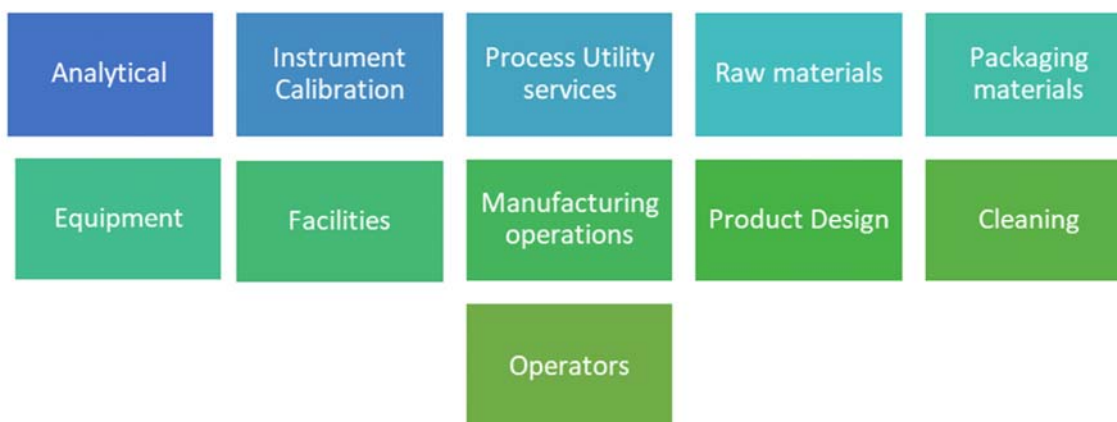 Analytical
Instrument
Calibration
Process Utility
services
Raw materials
Packaging
materials
Equipment
Facilities
Manufacturing
operations
Product Design
Cleaning
Operators